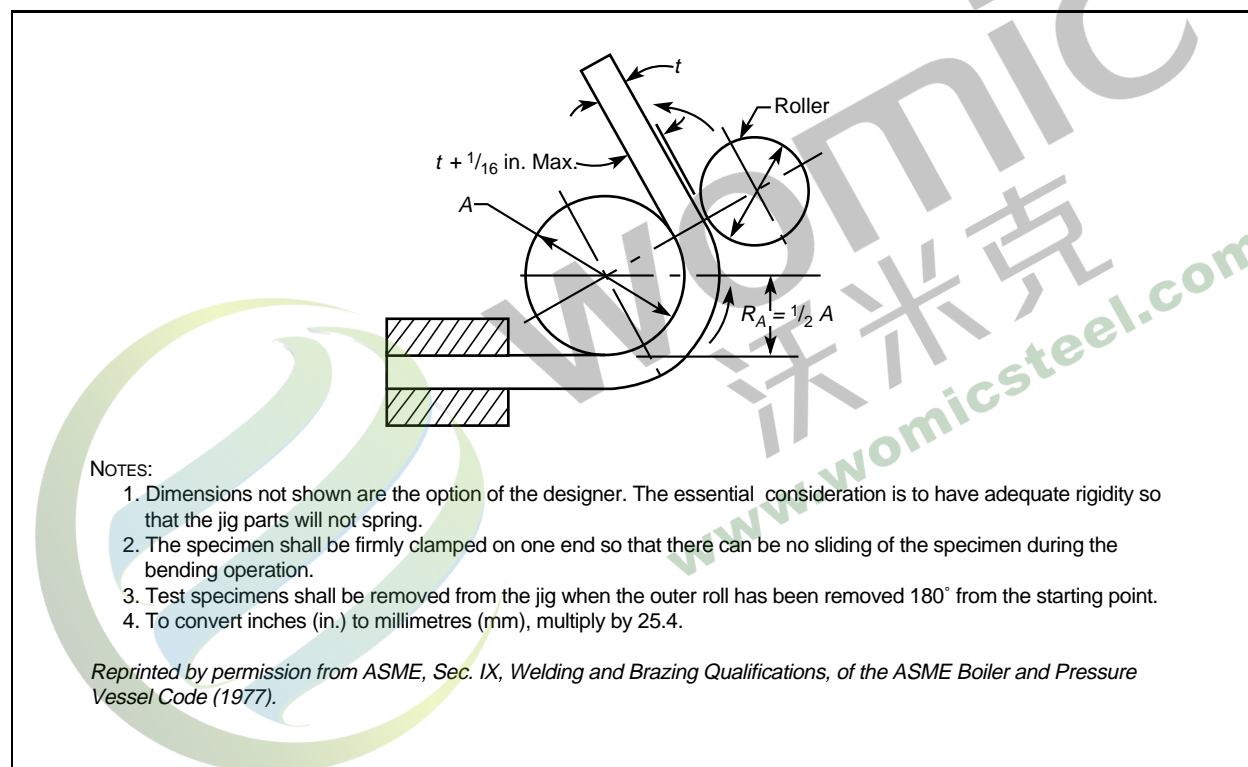 t
Roller
t + 1/16 in. Max.
A
R_A = 1/2 A
NOTES:
1. Dimensions not shown are the option of the designer. The essential consideration is to have adequate rigidity so
that the jig parts will not spring.
2. The specimen shall be firmly clamped on one end so that there can be no sliding of the specimen during the
bending operation.
3. Test specimens shall be removed from the jig when the outer roll has been removed 180° from the starting point.
4. To convert inches (in.) to millimetres (mm), multiply by 25.4.
Reprinted by permission from ASME, Sec. IX, Welding and Brazing Qualifications, of the ASME Boiler and Pressure
Vessel Code (1977).
womic
沃米克
www.womicsteel.com